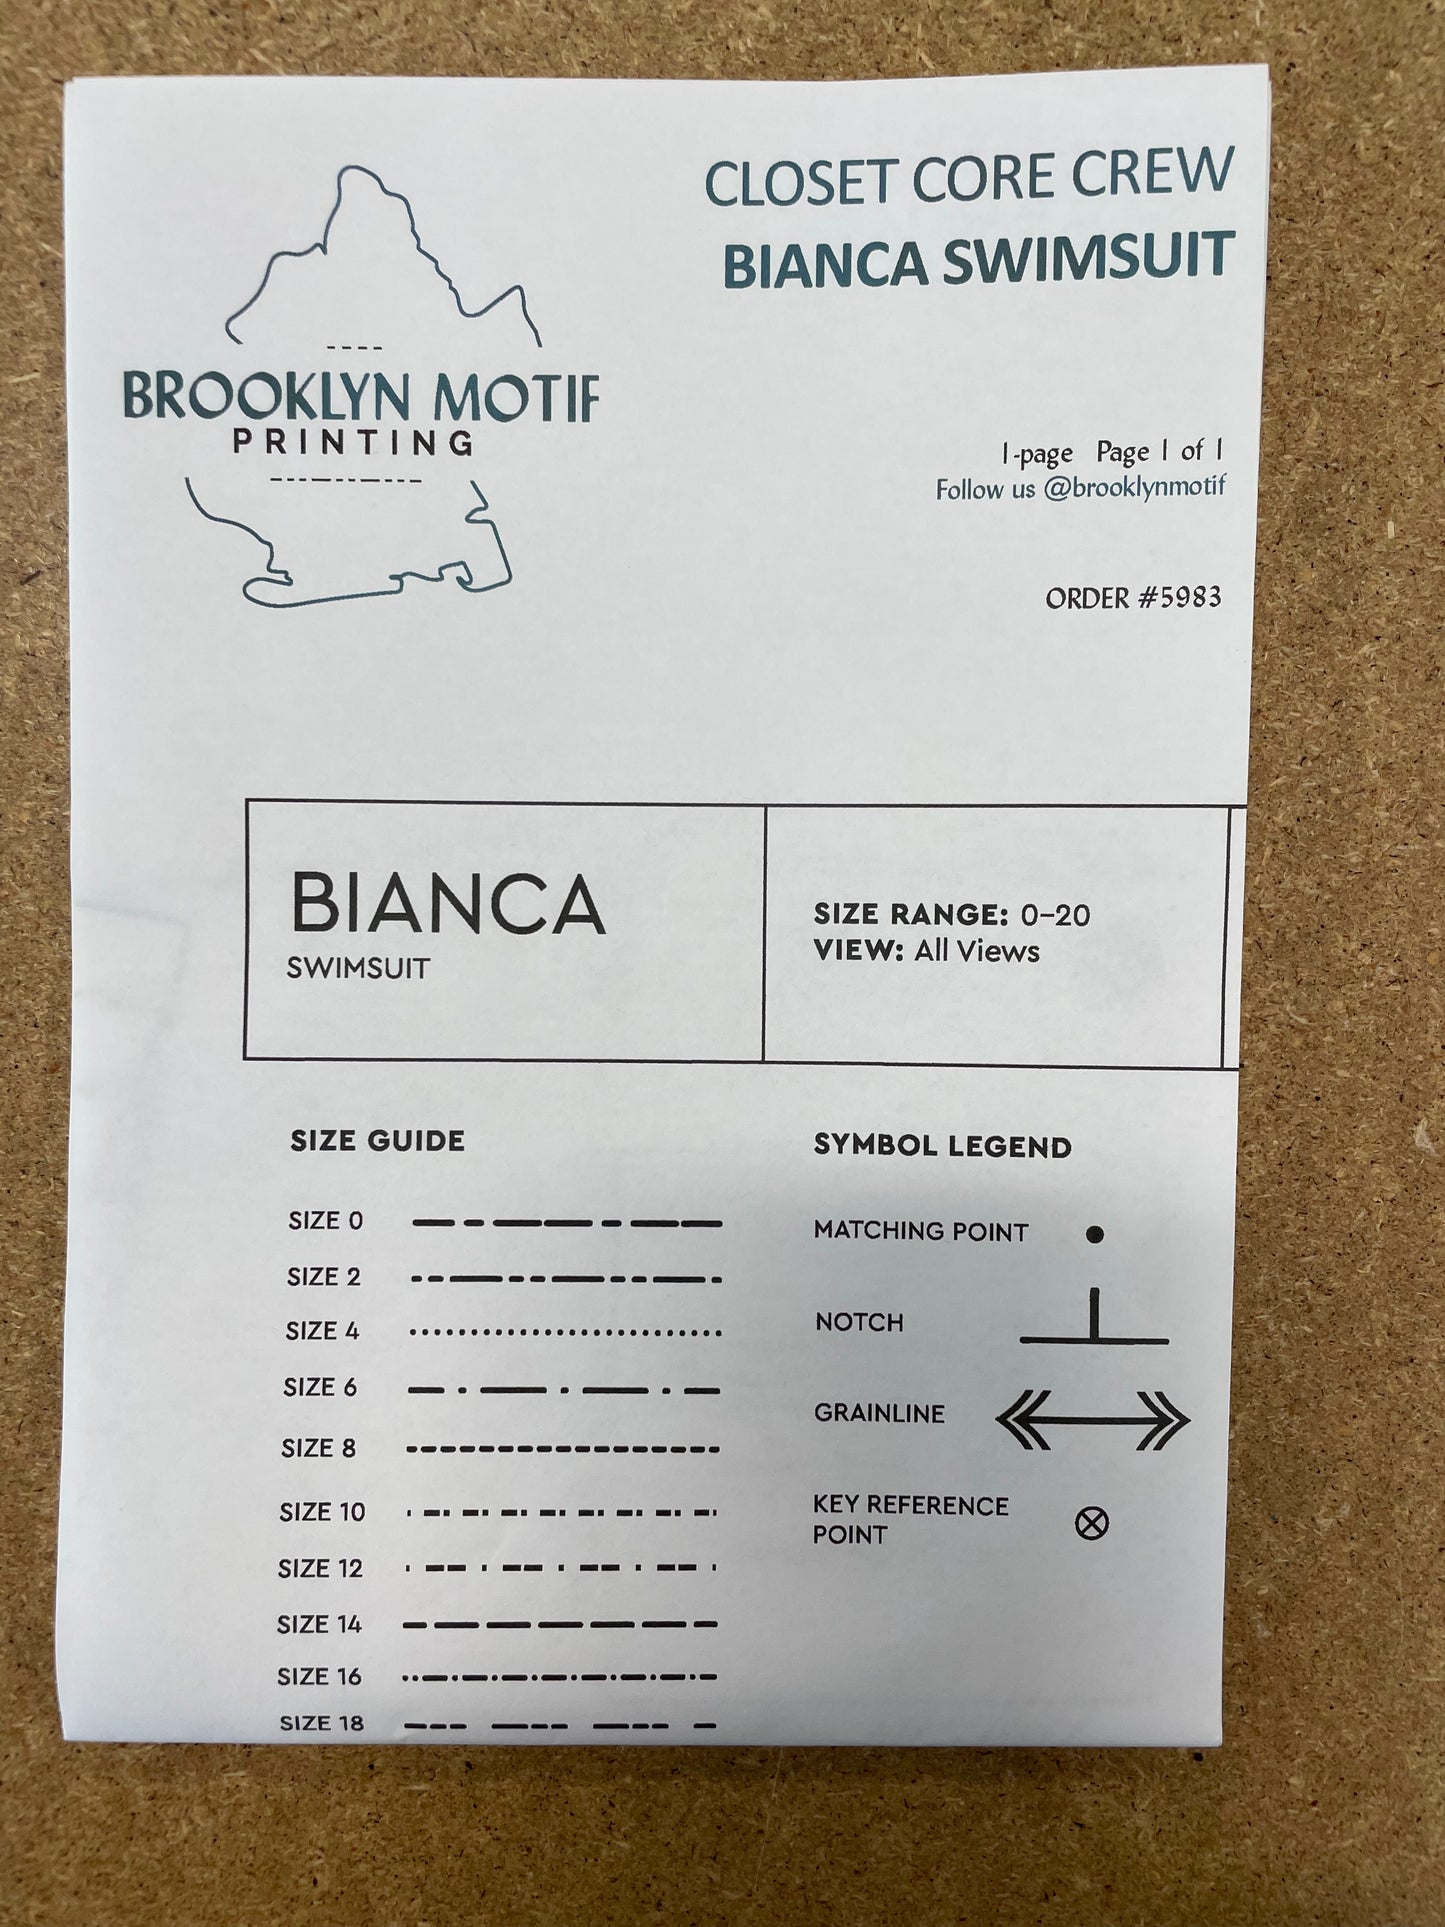 CLOSET CORE CREW
BIANCA SWIMSUIT
BROOKLYN MOTIF
PRINTING
1-page Page 1 of 1
Follow us @brooklynmotif
ORDER #5983
BIANCA
SWIMSUIT
SIZE RANGE: 0–20
VIEW: All Views
SIZE GUIDE
SIZE 0
SIZE 2
SIZE 4
SIZE 6
SIZE 8
SIZE 10
SIZE 12
SIZE 14
SIZE 16
SIZE 18
SYMBOL LEGEND
MATCHING POINT
NOTCH
GRAINLINE
KEY REFERENCE
POINT